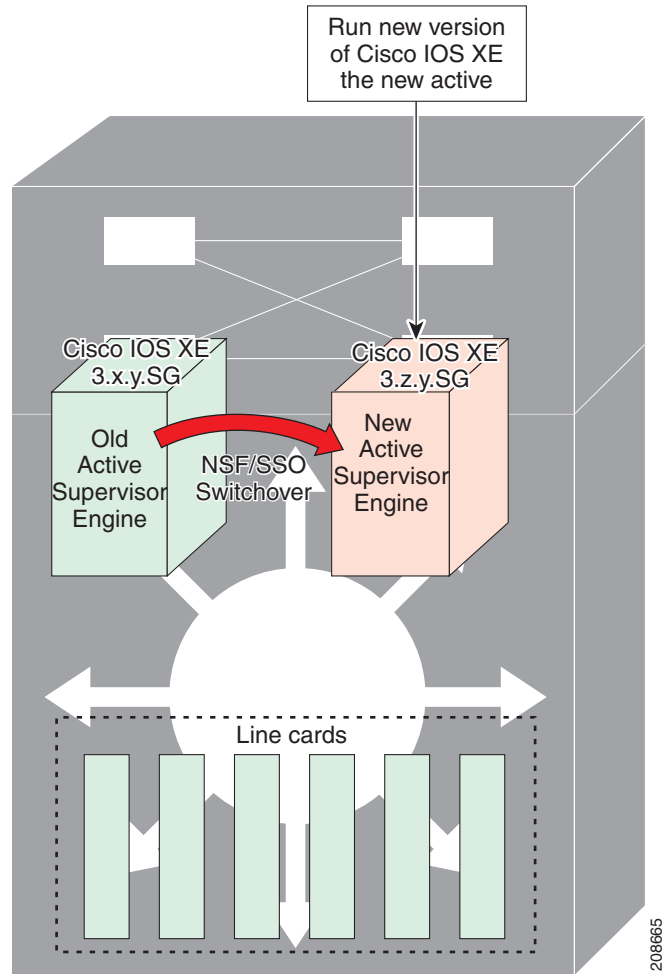 Run new version
of Cisco IOS XE
the new active
Cisco IOS XE
3.x.y.SG
Cisco IOS XE
3.z.y.SG
Old
Active
Supervisor
Engine
NSF/SSO
Switchover
New
Active
Supervisor
Engine
Line cards
208665